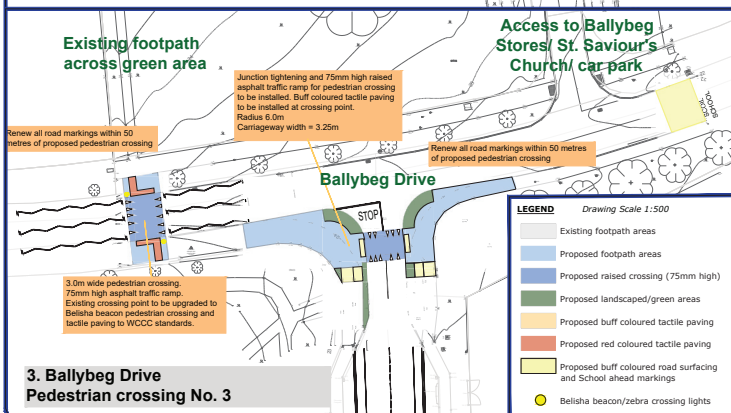 Existing footpath
across green area
Access to Ballybeg
Stores/ St. Saviour's
Church/ car park
Junction tightening and 75mm high raised
asphalt traffic ramp for pedestrian crossing
to be installed. Buff coloured tactile paving
to be installed at crossing point.
Radius 6.0m
Carriageway width = 3.25m
SCHOOL
SCOIL
Renew all road markings within 50
metres of proposed pedestrian crossing
Renew all road markings within 50 metres
of proposed pedestrian crossing
Ballybeg Drive
STOP
3.0m wide pedestrian crossing.
75mm high asphalt traffic ramp.
Existing crossing point to be upgraded to
Belisha beacon pedestrian crossing and
tactile paving to WCCC standards.
3. Ballybeg Drive
Pedestrian crossing No. 3
LEGEND Drawing Scale 1:500
Existing footpath areas
Proposed footpath areas
Proposed raised crossing (75mm high)
Proposed landscaped/green areas
Proposed buff coloured tactile paving
Proposed red coloured tactile paving
Proposed buff coloured road surfacing
and School ahead markings
Belisha beacon/zebra crossing lights